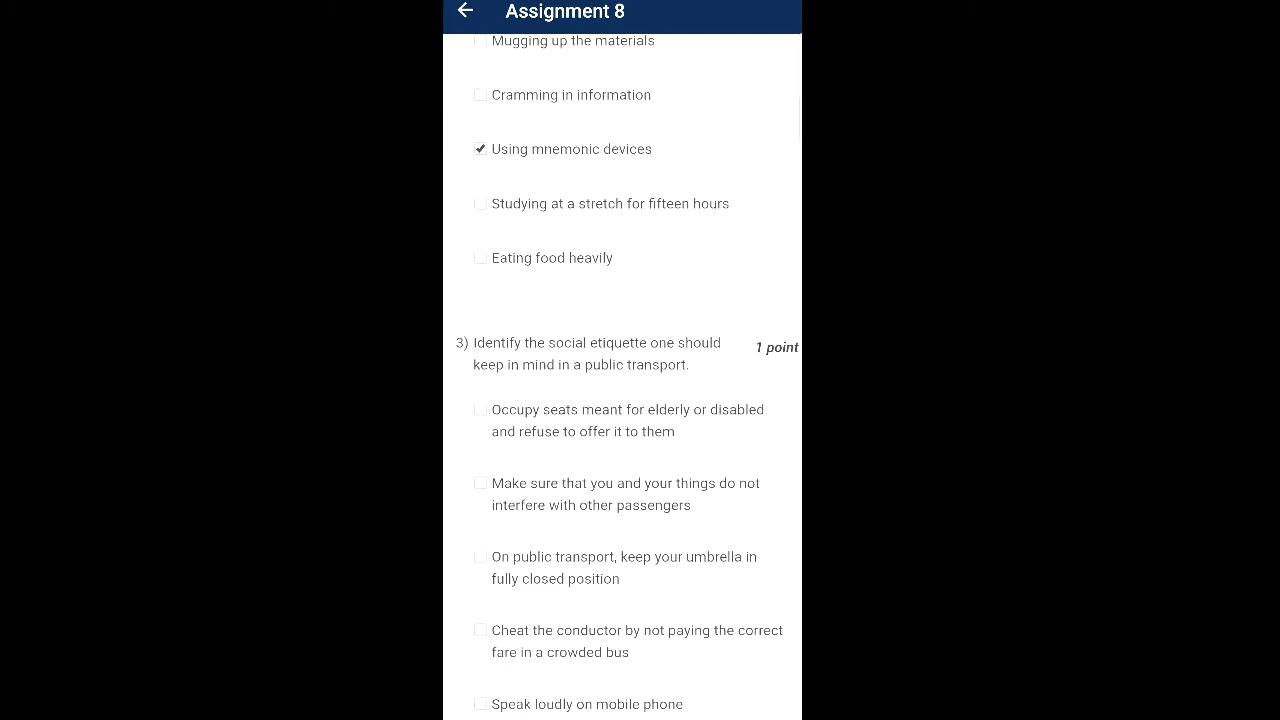 Assignment 8
Mugging up the materials
Cramming in information
Using mnemonic devices
Studying at a stretch for fifteen hours
Eating food heavily
3) Identify the social etiquette one should
1 point
keep in mind in a public transport.
Occupy seats meant for elderly or disabled
and refuse to offer it to them
Make sure that you and your things do not
interfere with other passengers
On public transport, keep your umbrella in
fully closed position
Cheat the conductor by not paying the correct
fare in a crowded bus
Speak loudly on mobile phone